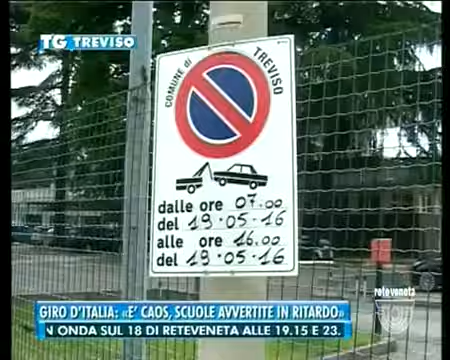 TG TREVISO
COMUNE di TREVISO
dalle ore 07.00
del 19.05.16
alle ore 16.00
del 19.05.16
reteveneta
GIRO D'ITALIA: «E' CAOS, SCUOLE AVVERTITE IN RITARDO»
N ONDA SUL 18 DI RETEVENETA ALLE 19.15 E 23.